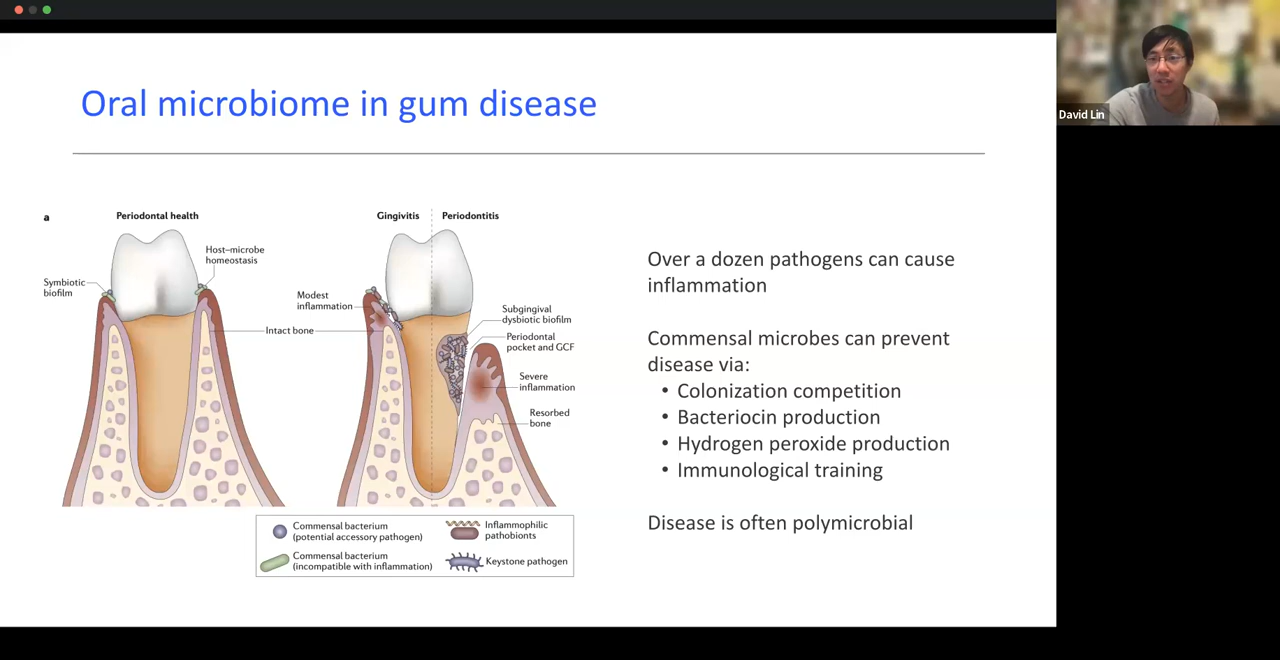 Oral microbiome in gum disease
David Lin
a
Periodontal health
Gingivitis
Periodontitis
Host–microbe
homeostasis
Symbiotic
biofilm
Modest
inflammation
Intact bone
Subgingival
dysbiotic biofilm
Periodontal
pocket and GCF
Severe
inflammation
Resorbed
bone
Commensal bacterium
(potential accessory pathogen)
Inflammophilic
pathobionts
Commensal bacterium
(incompatible with inflammation)
Keystone pathogen
Over a dozen pathogens can cause
inflammation
Commensal microbes can prevent
disease via:
• Colonization competition
• Bacteriocin production
• Hydrogen peroxide production
• Immunological training
Disease is often polymicrobial